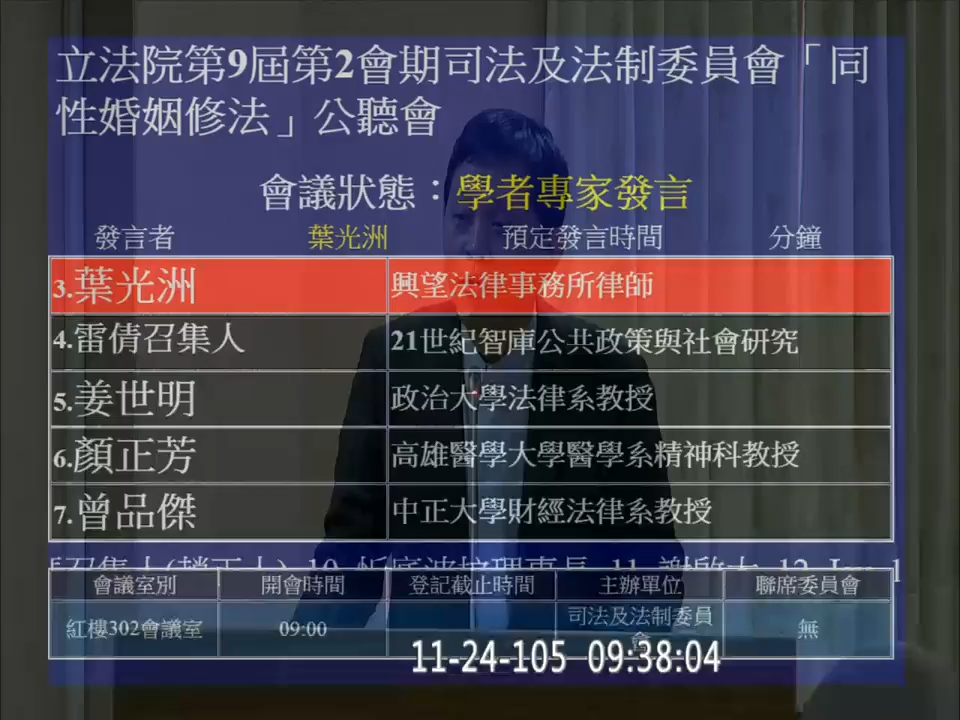 立法院第9屆第2會期司法及法制委員會「同
性婚姻修法」公聽會
會議狀態：學者專家發言
發言者 葉光洲 預定發言時間 分鐘
3.葉光洲 興望法律事務所律師
4.雷倩召集人 21世紀智庫公共政策與社會研究
5.姜世明 政治大學法律系教授
6.顏正芳 高雄醫學大學醫學系精神科教授
7.曾品傑 中正大學財經法律系教授
會議室別 開會時間 登記截止時間 主辦單位 聯席委員會
紅樓302會議室 09:00 司法及法制委員會 無
11-24-105 09:38:04